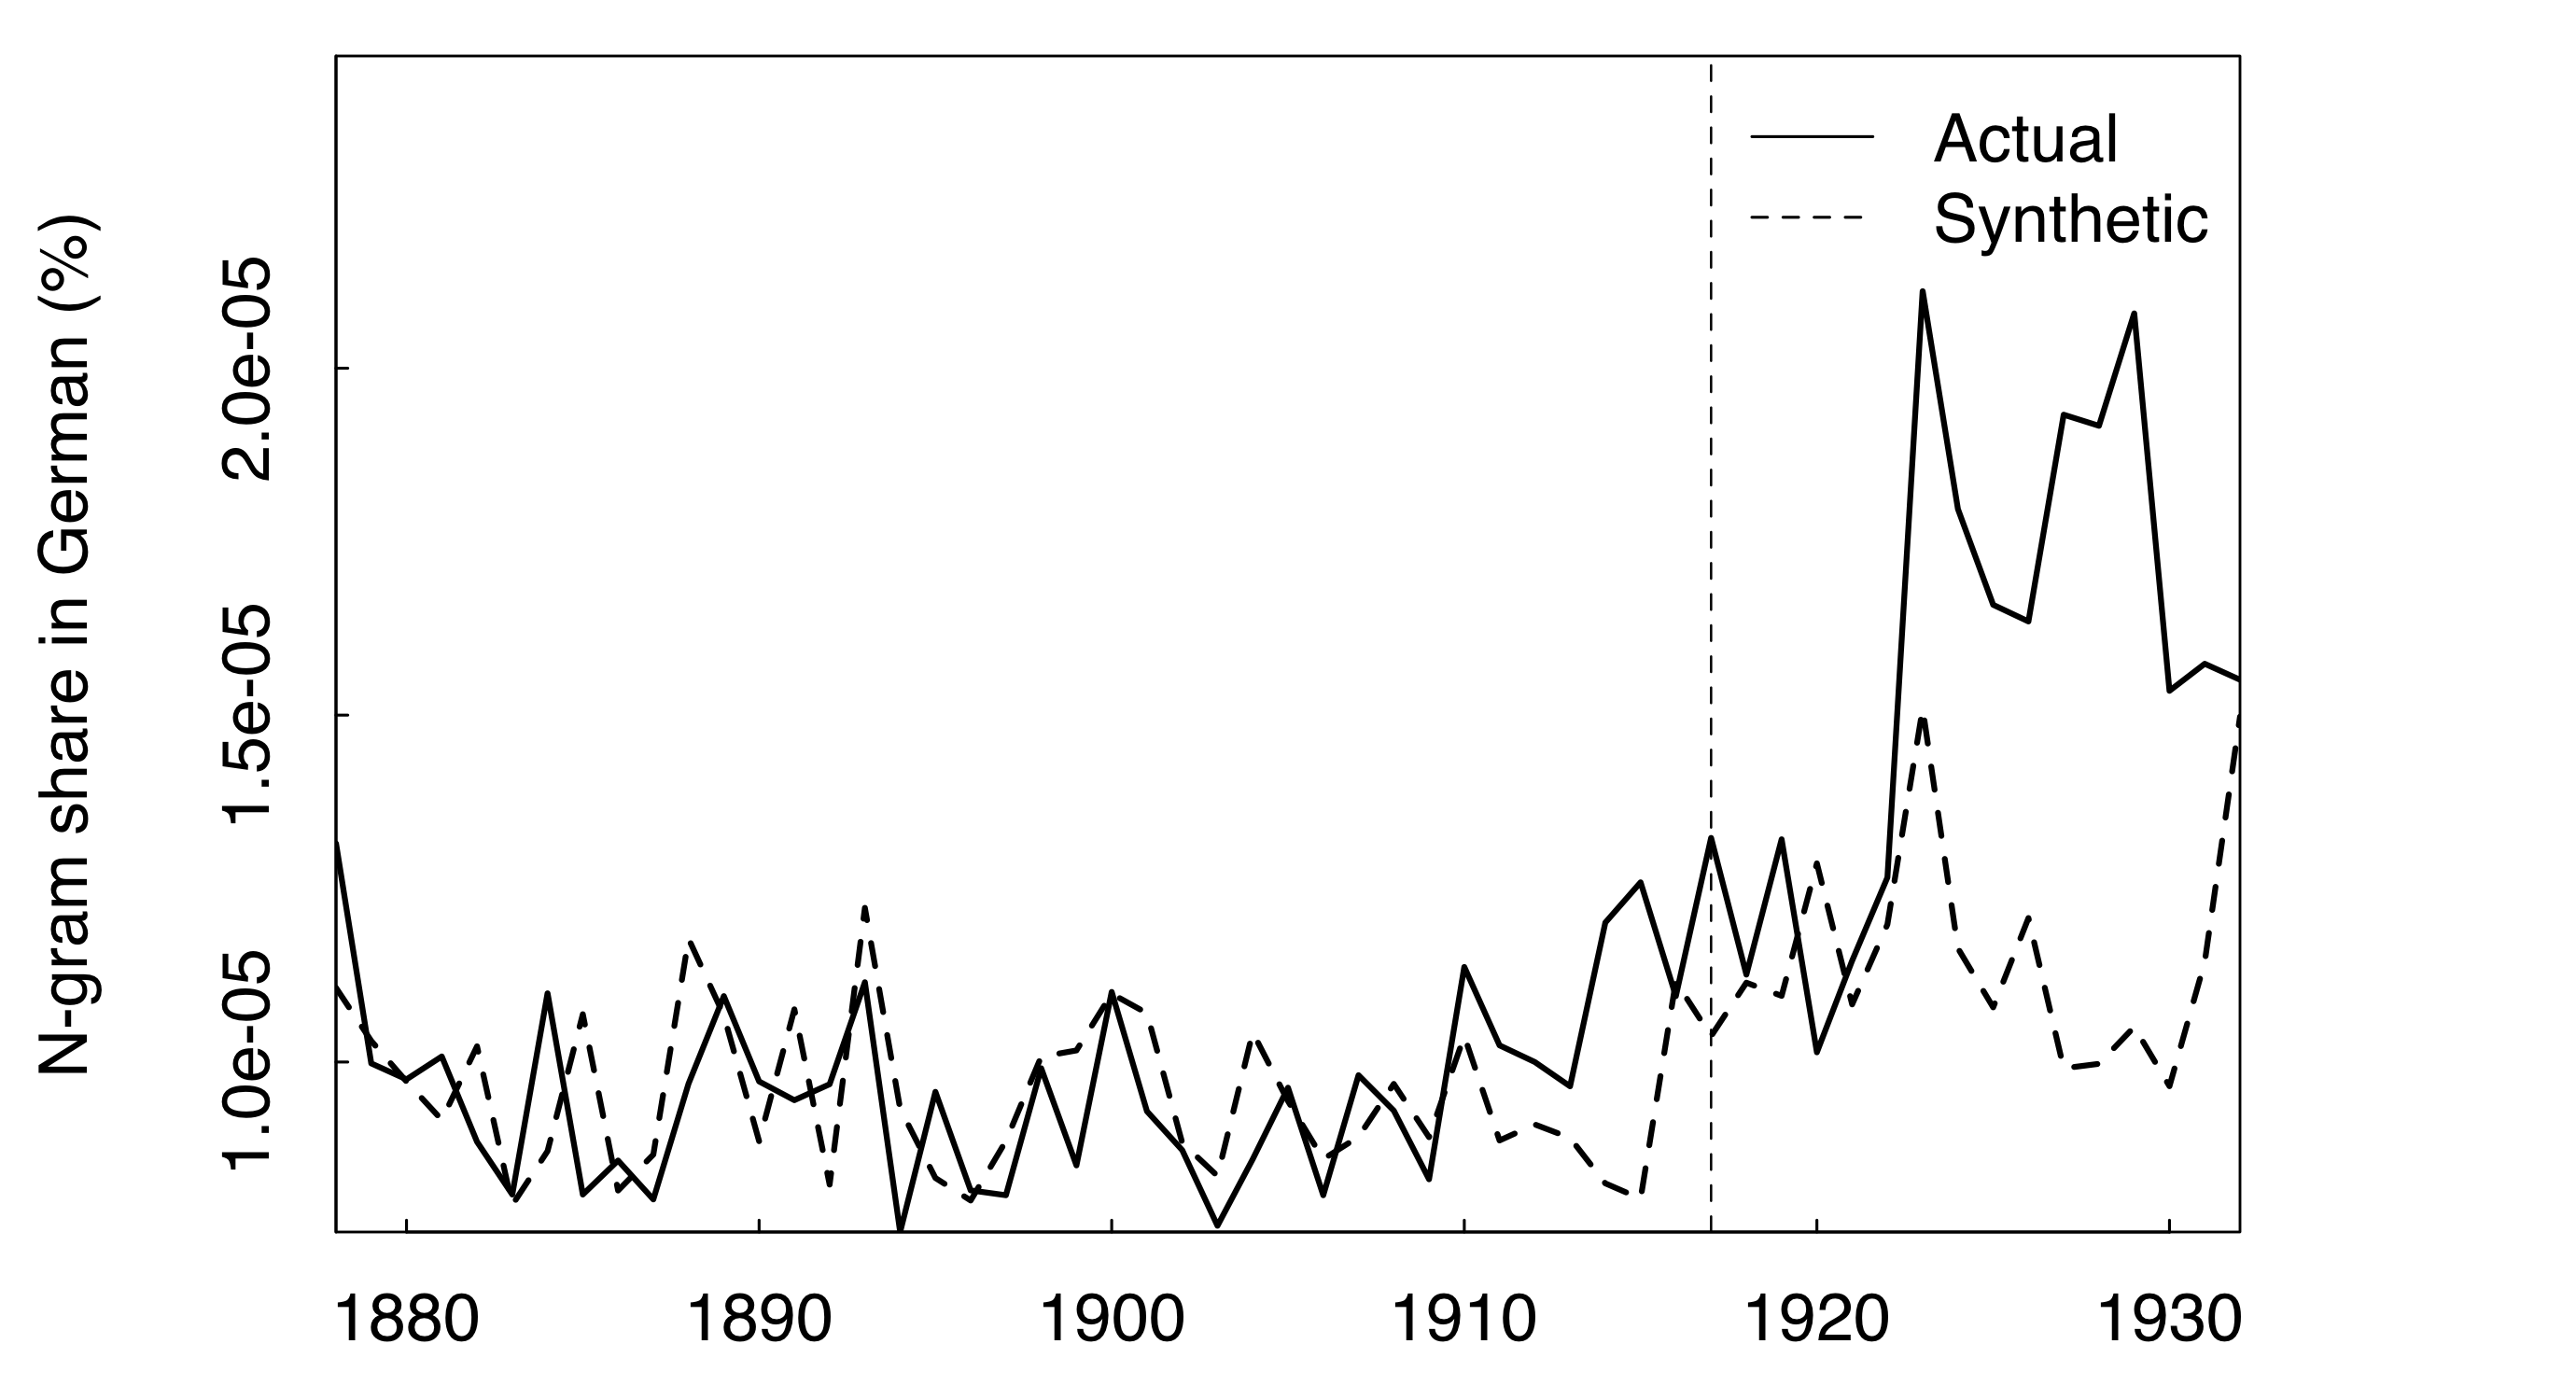 N-gram share in German (%)
2.0e-05
1.5e-05
1.0e-05
Actual
Synthetic
1880 1890 1900 1910 1920 1930